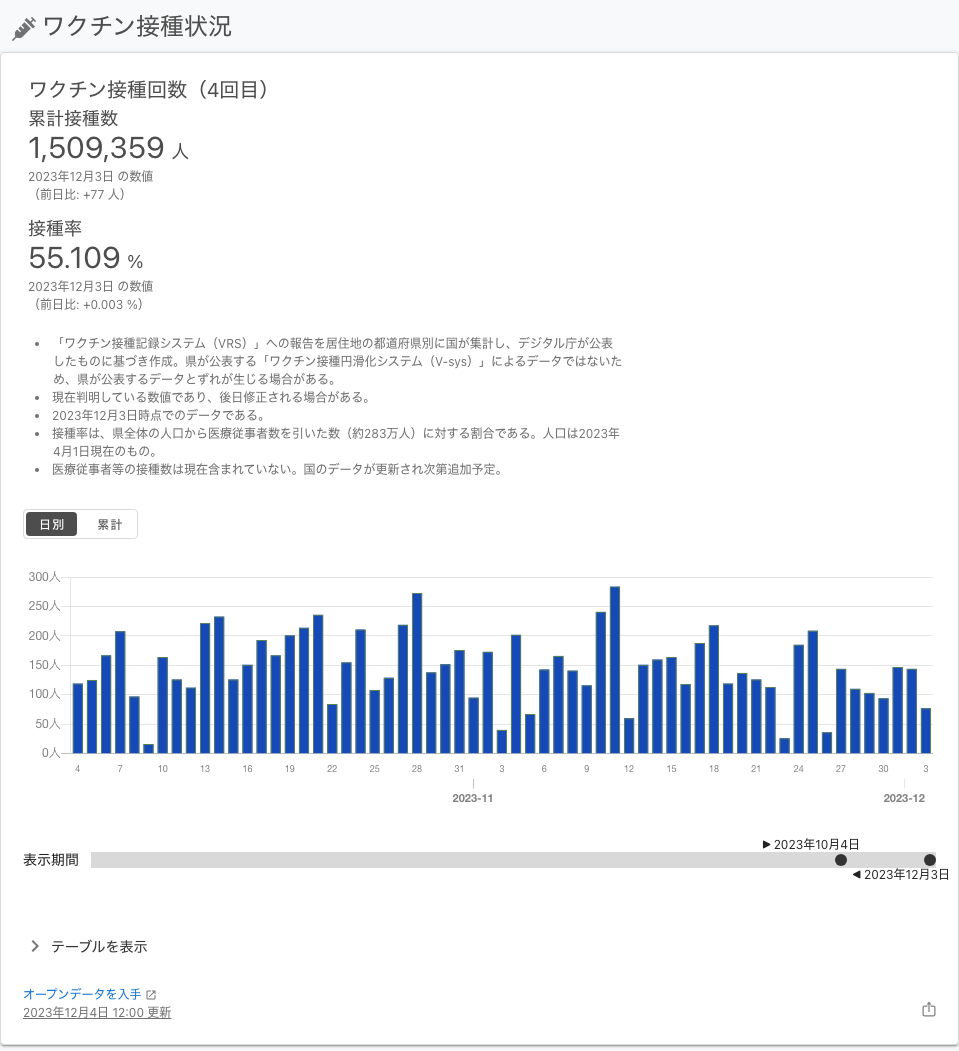 ワクチン接種状況
ワクチン接種回数（4回目）
累計接種数
1,509,359 人
2023年12月3日 の数値
（前日比: +77 人）
接種率
55.109 %
2023年12月3日 の数値
（前日比: +0.003 %）
• 「ワクチン接種記録システム（VRS）」への報告を居住地の都道府県別に国が集計し、デジタル庁が公表
したものに基づき作成。県が公表する「ワクチン接種円滑化システム（V-sys）」によるデータではないた
め、県が公表するデータとずれが生じる場合がある。
• 現在判明している数値であり、後日修正される場合がある。
• 2023年12月3日時点でのデータである。
• 接種率は、県全体の人口から医療従事者数を引いた数（約283万人）に対する割合である。人口は2023年
4月1日現在のもの。
• 医療従事者等の接種数は現在含まれていない。国のデータが更新され次第追加予定。
日別 累計
300人
250人
200人
150人
100人
50人
0人
4 7 10 13 16 19 22 25 28 31 3 6 9 12 15 18 21 24 27 30 3
2023-11 2023-12
▶ 2023年10月4日
表示期間
◀ 2023年12月3日
テーブルを表示
オープンデータを入手
2023年12月4日 12:00 更新